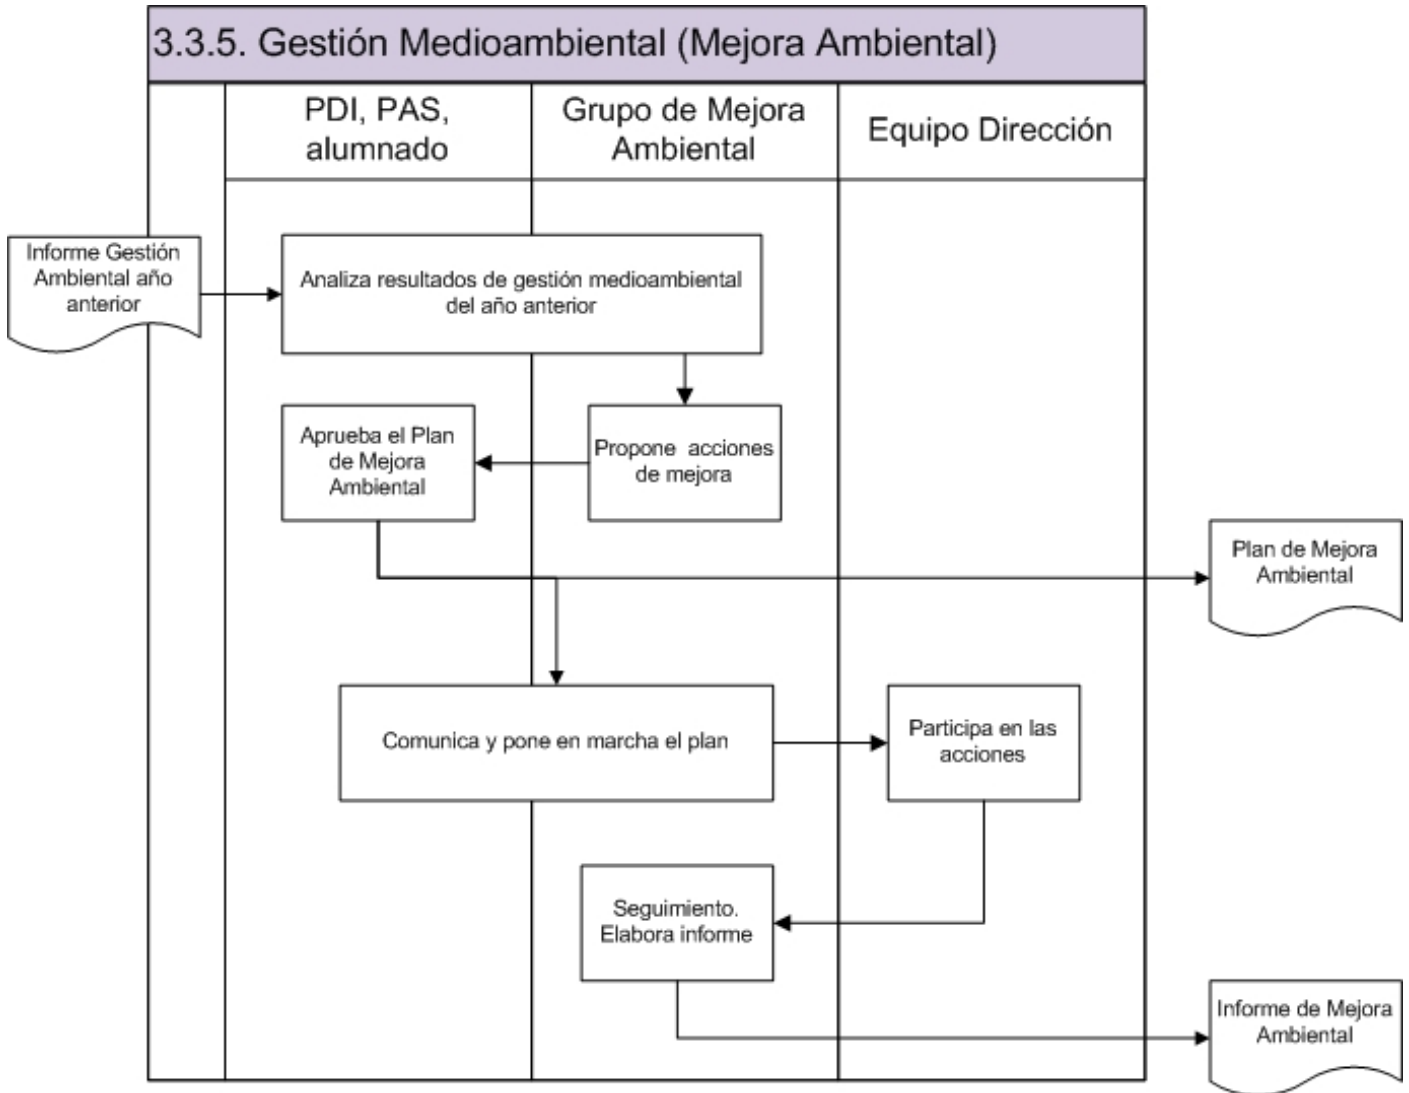 3.3.5. Gestión Medioambiental (Mejora Ambiental)
PDI, PAS,
alumnado
Grupo de Mejora
Ambiental
Equipo Dirección
Informe Gestión
Ambiental año
anterior
Analiza resultados de gestión medioambiental
del año anterior
Aprueba el Plan
de Mejora
Ambiental
Propone acciones
de mejora
Plan de Mejora
Ambiental
Comunica y pone en marcha el plan
Participa en las
acciones
Seguimiento.
Elabora informe
Informe de Mejora
Ambiental